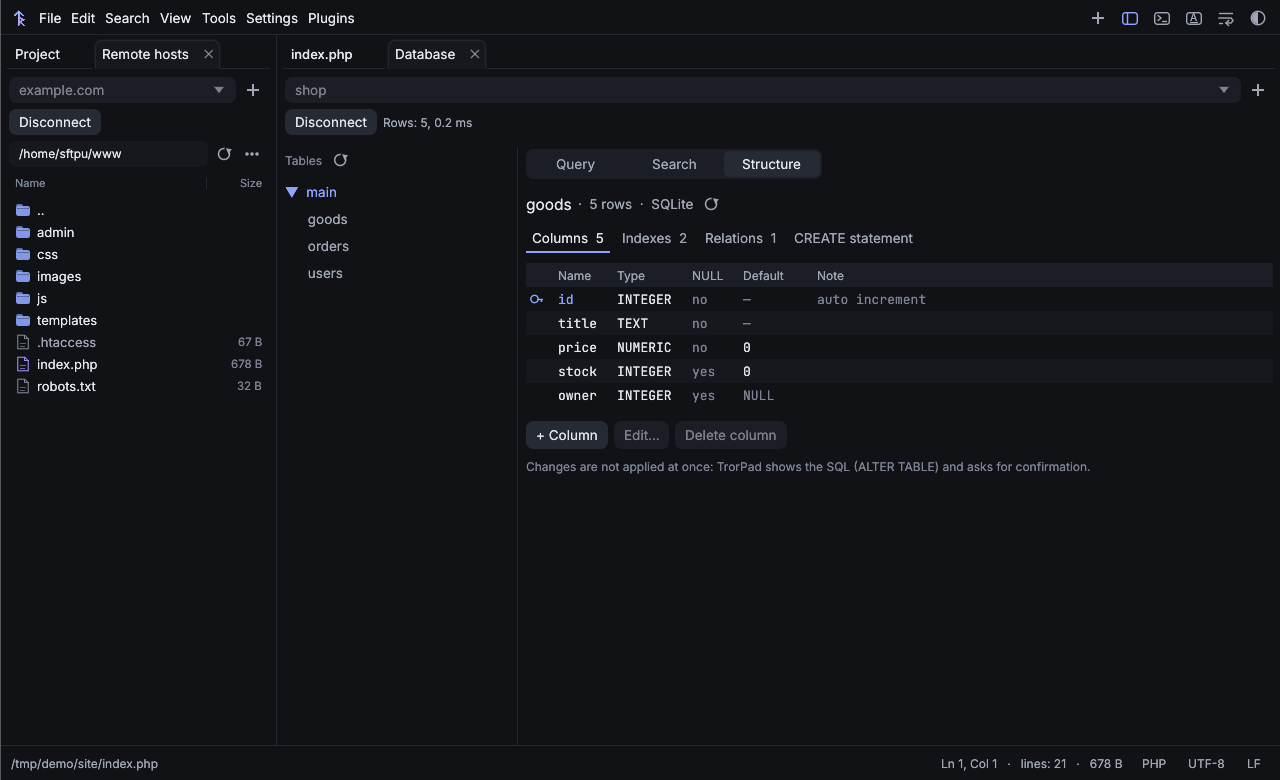 File Edit Search View Tools Settings Plugins
Project
Remote hosts
example.com
Disconnect
/home/sftpu/www
Name Size
..
admin
css
images
js
templates
.htaccess 67 B
index.php 678 B
robots.txt 32 B
index.php
Database
shop
Disconnect Rows: 5, 0.2 ms
Tables
main
goods
orders
users
Query Search Structure
goods · 5 rows · SQLite
Columns 5 Indexes 2 Relations 1 CREATE statement
Name Type NULL Default Note
id INTEGER no — auto increment
title TEXT no —
price NUMERIC no 0
stock INTEGER yes 0
owner INTEGER yes NULL
+ Column Edit... Delete column
Changes are not applied at once: TrorPad shows the SQL (ALTER TABLE) and asks for confirmation.
/tmp/demo/site/index.php Ln 1, Col 1 · lines: 21 · 678 B PHP UTF-8 LF